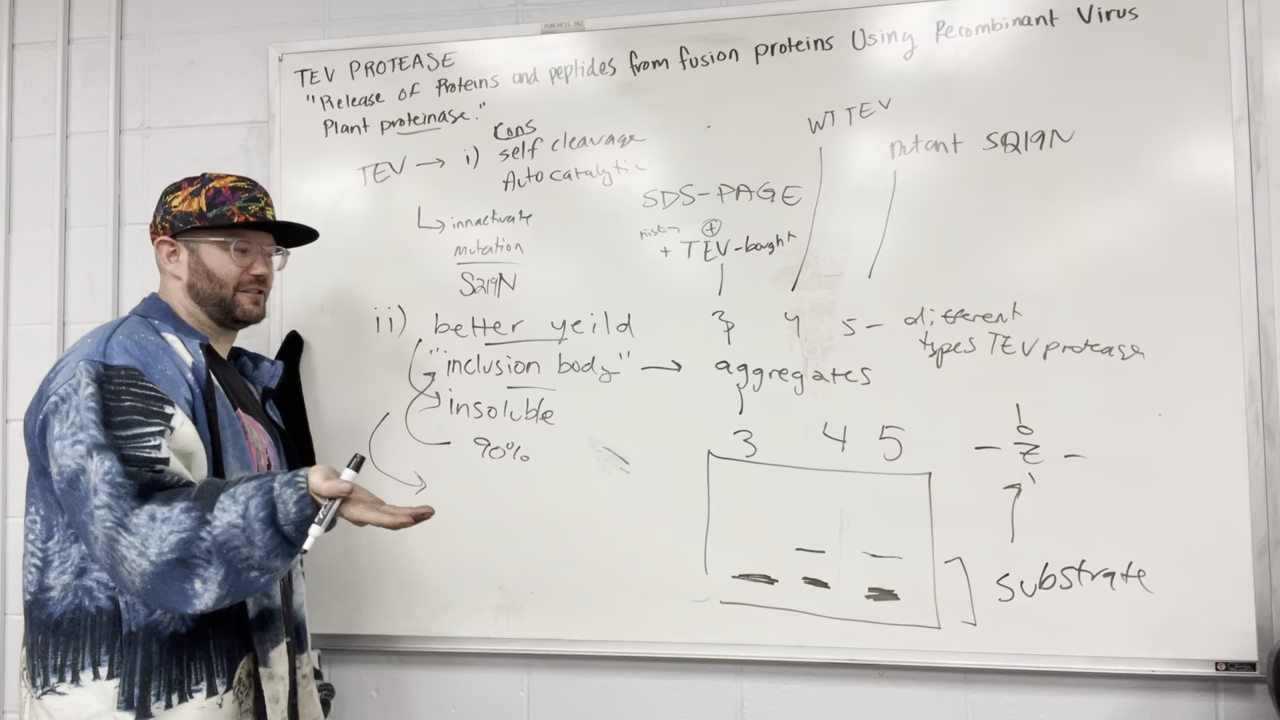 TEV PROTEASE
"Release of Proteins and peptides from fusion proteins Using Recombinant Virus
Plant proteinase."
TEV → i) Cons
self cleavage
Autocatalytic
↳ innactivate
mutation
S219N
ii) better yeild
"inclusion body" → aggregates
insoluble
90%
SDS-PAGE
+
+ TEV-bought
WT TEV
mutant S219N
3 4 5 - different
types TEV protease
3 4 5
substrate